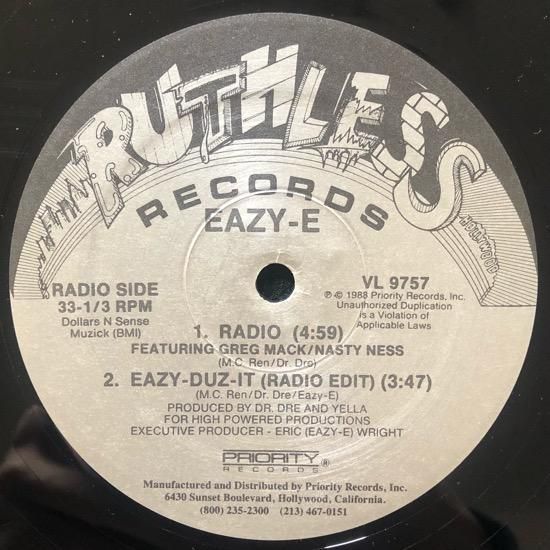 RUTHLESS
HOLLYWOOD
RECORDS
EAZY-E
RADIO SIDE
33-1/3 RPM
Dollars N Sense
Muzick (BMI)
VL 9757
℗ © 1988 Priority Records, Inc.
Unauthorized Duplication
is a Violation of
Applicable Laws
1. RADIO (4:59)
FEATURING GREG MACK/NASTY NESS
(M.C. Ren/Dr. Dre)
2. EAZY-DUZ-IT (RADIO EDIT) (3:47)
(M.C. Ren/Dr. Dre/Eazy-E)
PRODUCED BY DR. DRE AND YELLA
FOR HIGH POWERED PRODUCTIONS
EXECUTIVE PRODUCER - ERIC (EAZY-E) WRIGHT
PRIORITY
RECORDS ®
Manufactured and Distributed by Priority Records, Inc.
6430 Sunset Boulevard, Hollywood, California.
(800) 235-2300 (213) 467-0151